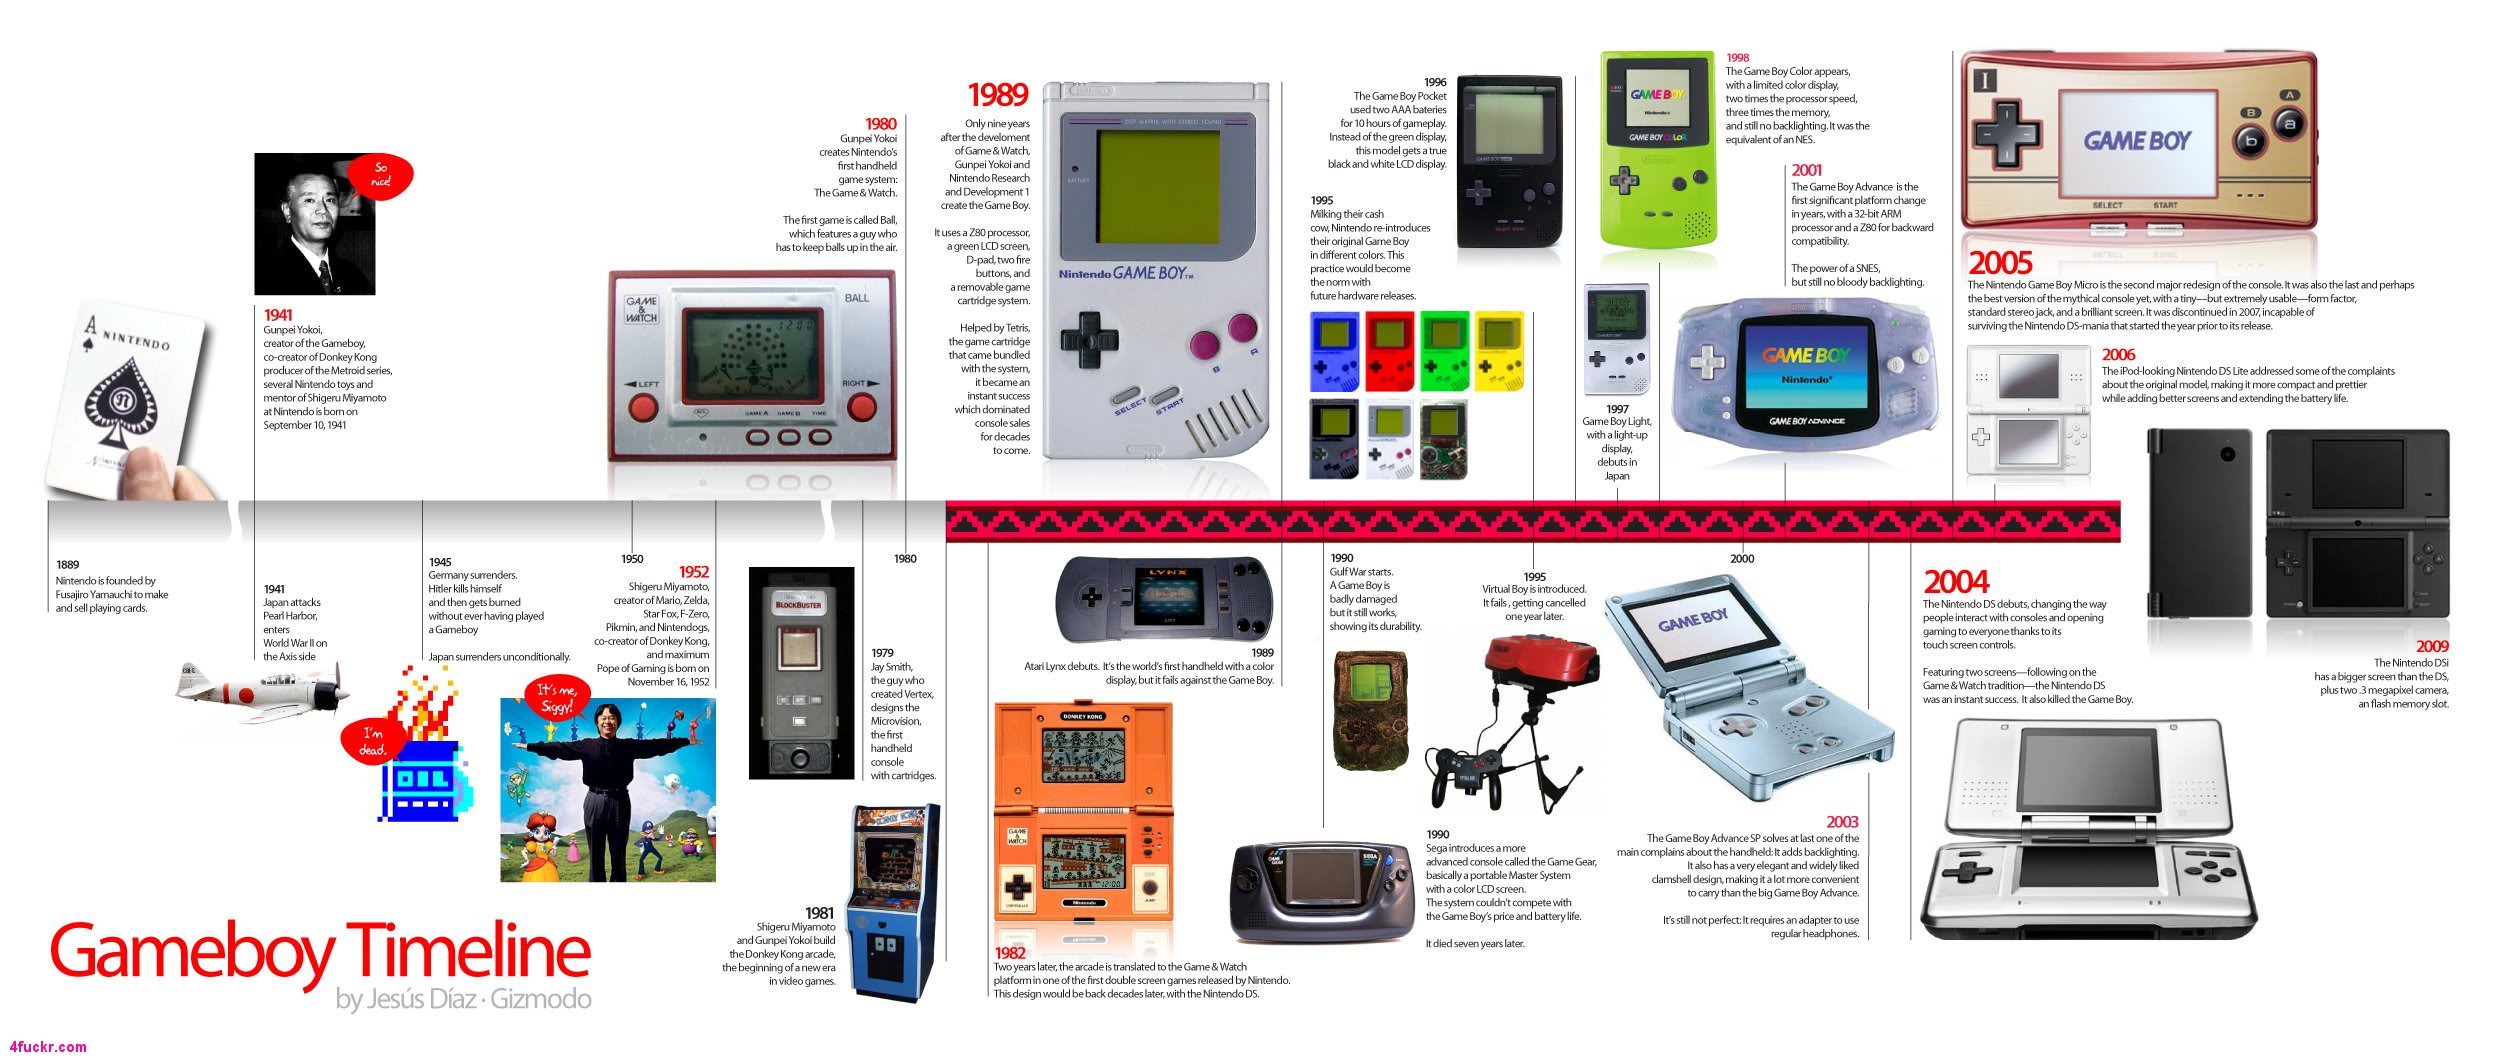 A NINTENDO
1889
Nintendo is founded by
Fusajiro Yamauchi to make
and sell playing cards.
So
nice!
1941
Gunpei Yokoi,
creator of the Gameboy,
co-creator of Donkey Kong
producer of the Metroid series,
several Nintendo toys and
mentor of Shigeru Miyamoto
at Nintendo is born on
September 10, 1941
1941
Japan attacks
Pearl Harbor,
enters
World War II on
the Axis side
1945
Germany surrenders.
Hitler kills himself
and then gets burned
without ever having played
a Gameboy
Japan surrenders unconditionally.
I'm
dead.
1950
1952
Shigeru Miyamoto,
creator of Mario, Zelda,
Star Fox, F-Zero,
Pikmin, and Nintendogs,
co-creator of Donkey Kong,
and maximum
Pope of Gaming is born on
November 16, 1952
It's me,
Siggy!
1979
Jay Smith,
the guy who
created Vertex,
designs the
Microvision,
the first
handheld
console
with cartridges.
BLOCKBUSTER
1980
1980
Gunpei Yokoi
creates Nintendo's
first handheld
game system:
The Game & Watch.
The first game is called Ball,
which features a guy who
has to keep balls up in the air.
GAME
&
WATCH
BALL
12:00
LEFT
RIGHT
ACL
GAME A
GAME B
TIME
1981
Shigeru Miyamoto
and Gunpei Yokoi build
the Donkey Kong arcade,
the beginning of a new era
in video games.
DONKEY KONG
1982
Two years later, the arcade is translated to the Game & Watch
platform in one of the first double screen games released by Nintendo.
This design would be back decades later, with the Nintendo DS.
DONKEY KONG
GAME
&
WATCH
12:00
CONTROLLER
JUMP
Nintendo
1989
Only nine years
after the develoment
of Game & Watch,
Gunpei Yokoi and
Nintendo Research
and Development 1
create the Game Boy.
It uses a Z80 processor,
a green LCD screen,
D-pad, two fire
buttons, and
a removable game
cartridge system.
Helped by Tetris,
the game cartridge
that came bundled
with the system,
it became an
instant success
which dominated
console sales
for decades
to come.
DOT MATRIX WITH STEREO SOUND
BATTERY
Nintendo GAME BOY TM
B
A
SELECT
START
LYNX
1989
Atari Lynx debuts. It's the world's first handheld with a color
display, but it fails against the Game Boy.
1990
Gulf War starts.
A Game Boy is
badly damaged
but it still works,
showing its durability.
1990
Sega introduces a more
advanced console called the Game Gear,
basically a portable Master System
with a color LCD screen.
The system couldn't compete with
the Game Boy's price and battery life.
It died seven years later.
GAME
GEAR
SEGA
1995
Milking their cash
cow, Nintendo re-introduces
their original Game Boy
in different colors. This
practice would become
the norm with
future hardware releases.
1995
Virtual Boy is introduced.
It fails , getting cancelled
one year later.
1996
The Game Boy Pocket
used two AAA bateries
for 10 hours of gameplay.
Instead of the green display,
this model gets a true
black and white LCD display.
GAME BOY
B
A
SELECT START
1997
Game Boy Light,
with a light-up
display,
debuts in
Japan
1998
The Game Boy Color appears,
with a limited color display,
two times the processor speed,
three times the memory,
and still no backlighting. It was the
equivalent of an NES.
GAME BOY
Nintendo
GAME BOY COLOR
2000
2001
The Game Boy Advance is the
first significant platform change
in years, with a 32-bit ARM
processor and a Z80 for backward
compatibility.
The power of a SNES,
but still no bloody backlighting.
GAME BOY
Nintendo
GAME BOY ADVANCE
2003
The Game Boy Advance SP solves at last one of the
main complains about the handheld: It adds backlighting.
It also has a very elegant and widely liked
clamshell design, making it a lot more convenient
to carry than the big Game Boy Advance.
It's still not perfect: It requires an adapter to use
regular headphones.
GAME BOY
2004
The Nintendo DS debuts, changing the way
people interact with consoles and opening
gaming to everyone thanks to its
touch screen controls.
Featuring two screens—following on the
Game & Watch tradition—the Nintendo DS
was an instant success. It also killed the Game Boy.
I
GAME BOY
B
A
b
a
SELECT
START
2005
The Nintendo Game Boy Micro is the second major redesign of the console. It was also the last and perhaps
the best version of the mythical console yet, with a tiny—but extremely usable—form factor,
standard stereo jack, and a brilliant screen. It was discontinued in 2007, incapable of
surviving the Nintendo DS-mania that started the year prior to its release.
2006
The iPod-looking Nintendo DS Lite addressed some of the complaints
about the original model, making it more compact and prettier
while adding better screens and extending the battery life.
2009
The Nintendo DSi
has a bigger screen than the DS,
plus two .3 megapixel camera,
an flash memory slot.
Gameboy Timeline
by Jesús Díaz · Gizmodo
4fuckr.com